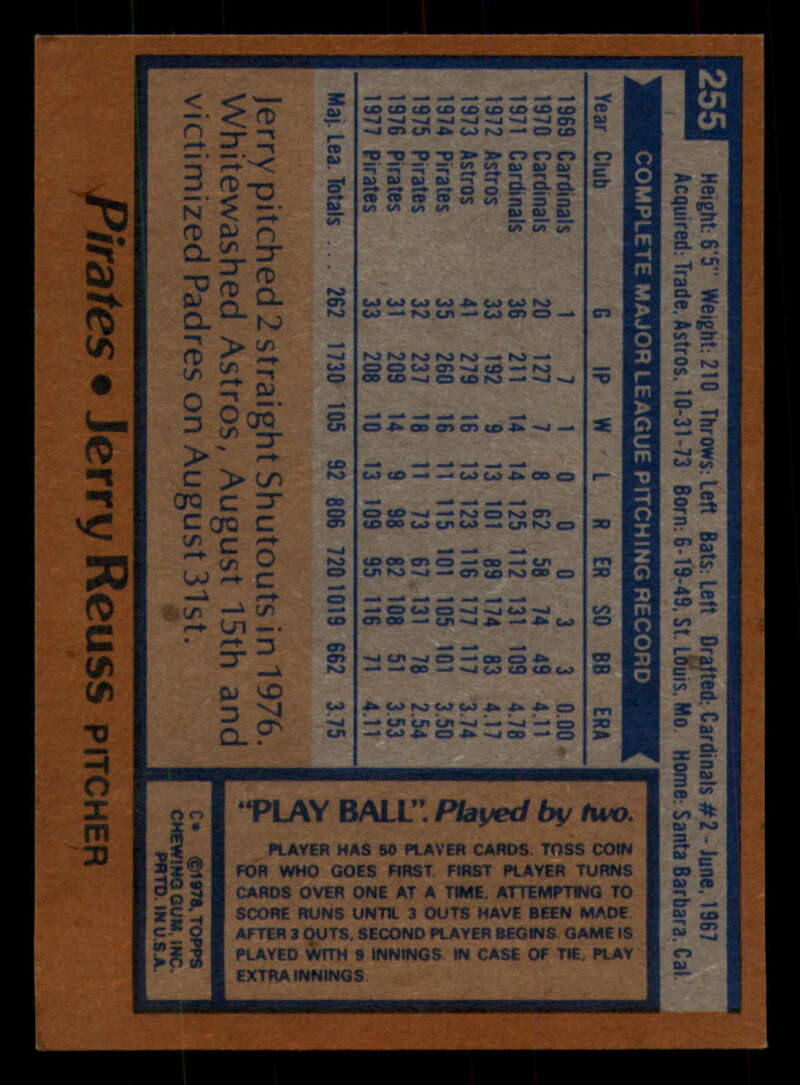 255
Height: 6'5" Weight: 210 Throws: Left Bats: Left Drafted: Cardinals #2 - June, 1967
Acquired: Trade, Astros, 10-31-73 Born: 6-19-49, St. Louis, Mo. Home: Santa Barbara, Cal.
COMPLETE MAJOR LEAGUE PITCHING RECORD
Year Club G IP W L R ER SO BB ERA
1969 Cardinals 1 7 1 0 0 0 3 3 0.00
1970 Cardinals 20 127 7 8 62 58 74 49 4.11
1971 Cardinals 36 211 14 14 125 112 131 109 4.78
1972 Astros 33 192 9 13 101 89 174 83 4.17
1973 Astros 41 279 16 13 123 116 177 117 3.74
1974 Pirates 35 260 16 11 115 101 105 101 3.50
1975 Pirates 32 237 18 11 73 67 131 78 2.54
1976 Pirates 31 209 14 9 98 82 108 51 3.53
1977 Pirates 33 208 10 13 109 95 116 71 4.11
Maj. Lea. Totals ... 262 1730 105 92 806 720 1019 662 3.75
Jerry pitched 2 straight Shutouts in 1976.
Whitewashed Astros, August 15th and
victimized Padres on August 31st.
Pirates • Jerry Reuss PITCHER
"PLAY BALL". Played by two.
PLAYER HAS 50 PLAYER CARDS. TOSS COIN
FOR WHO GOES FIRST. FIRST PLAYER TURNS
CARDS OVER ONE AT A TIME, ATTEMPTING TO
SCORE RUNS UNTIL 3 OUTS HAVE BEEN MADE.
AFTER 3 OUTS, SECOND PLAYER BEGINS. GAME IS
PLAYED WITH 9 INNINGS. IN CASE OF TIE, PLAY
EXTRA INNINGS.
C* ©1978, TOPPS
CHEWING GUM, INC.
PRTD. IN U.S.A.